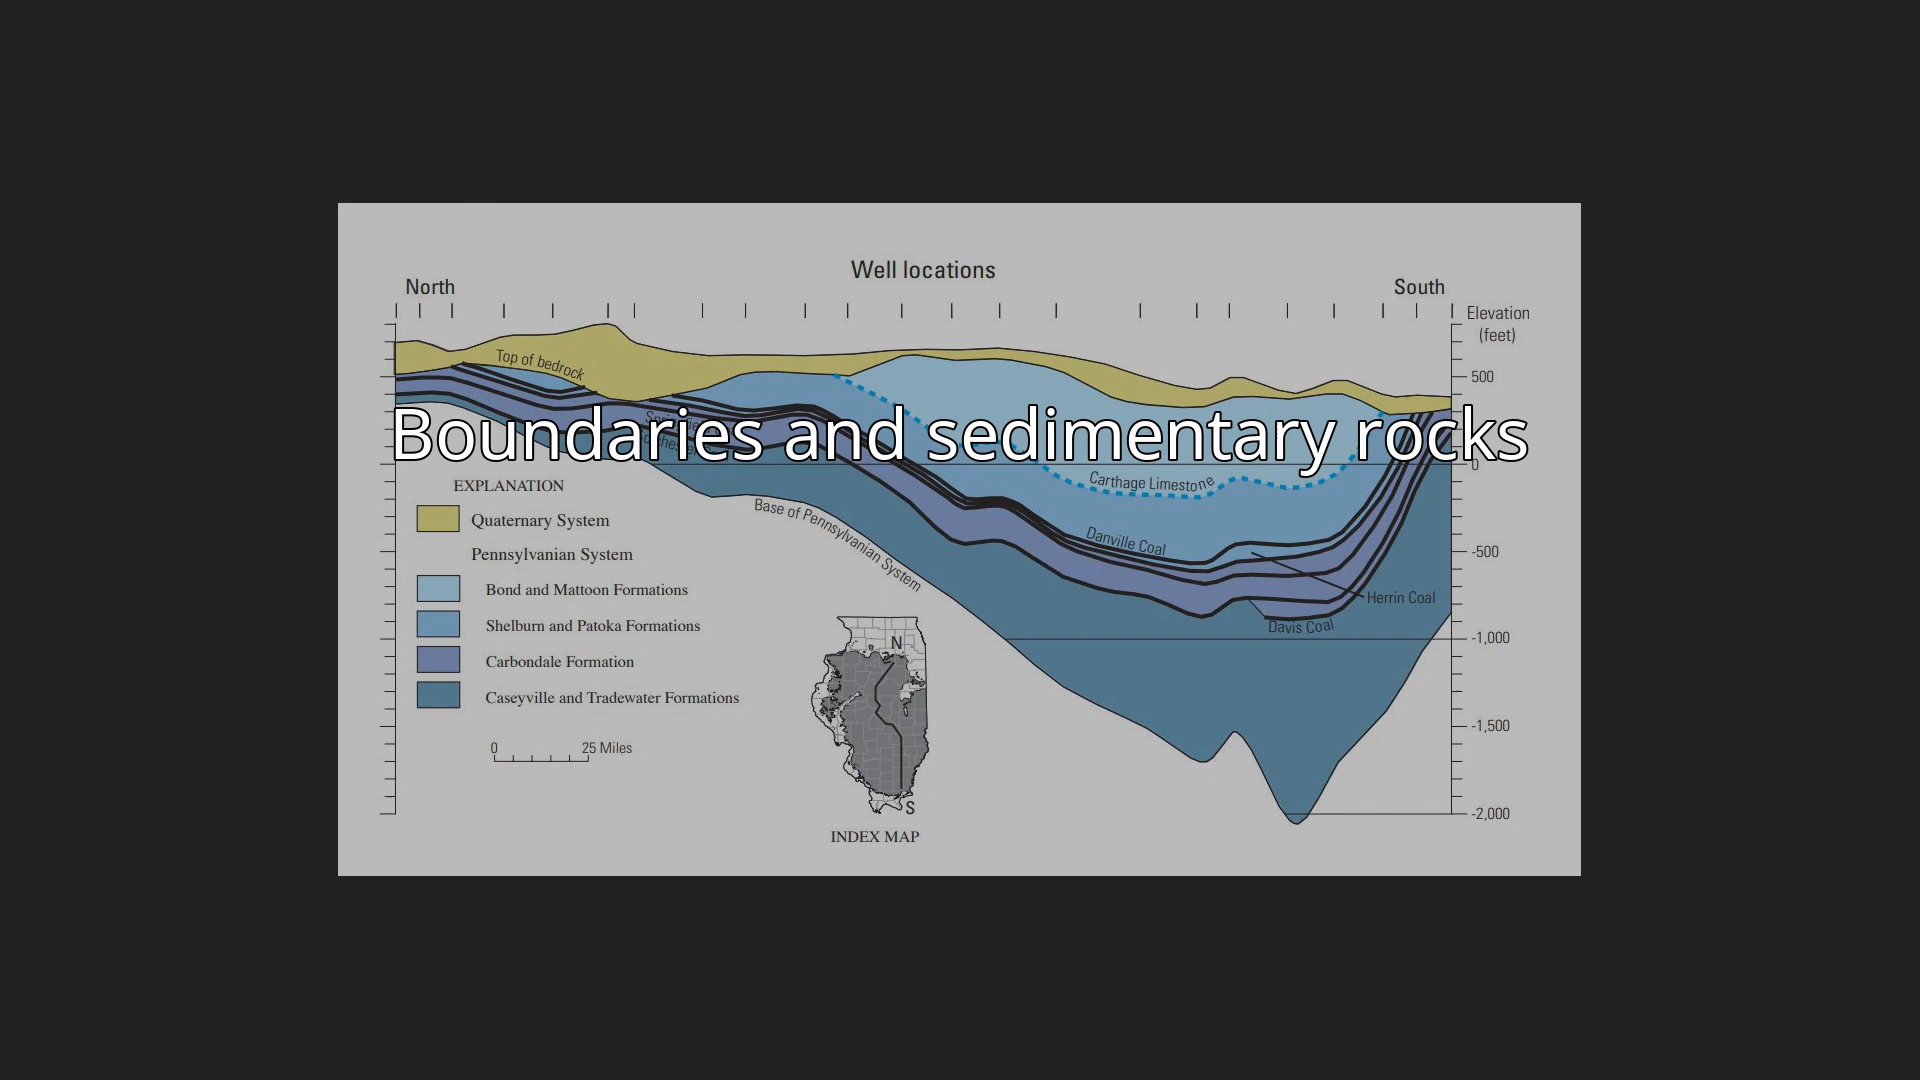 Well locations
North
South
Elevation
(feet)
Top of bedrock
500
Boundaries and sedimentary rocks
0
Carthage Limestone
EXPLANATION
Quaternary System
Base of Pennsylvanian System
Danville Coal
-500
Pennsylvanian System
Bond and Mattoon Formations
Herrin Coal
Shelburn and Patoka Formations
Davis Coal
-1,000
N
Carbondale Formation
Caseyville and Tradewater Formations
-1,500
0 25 Miles
S
-2,000
INDEX MAP